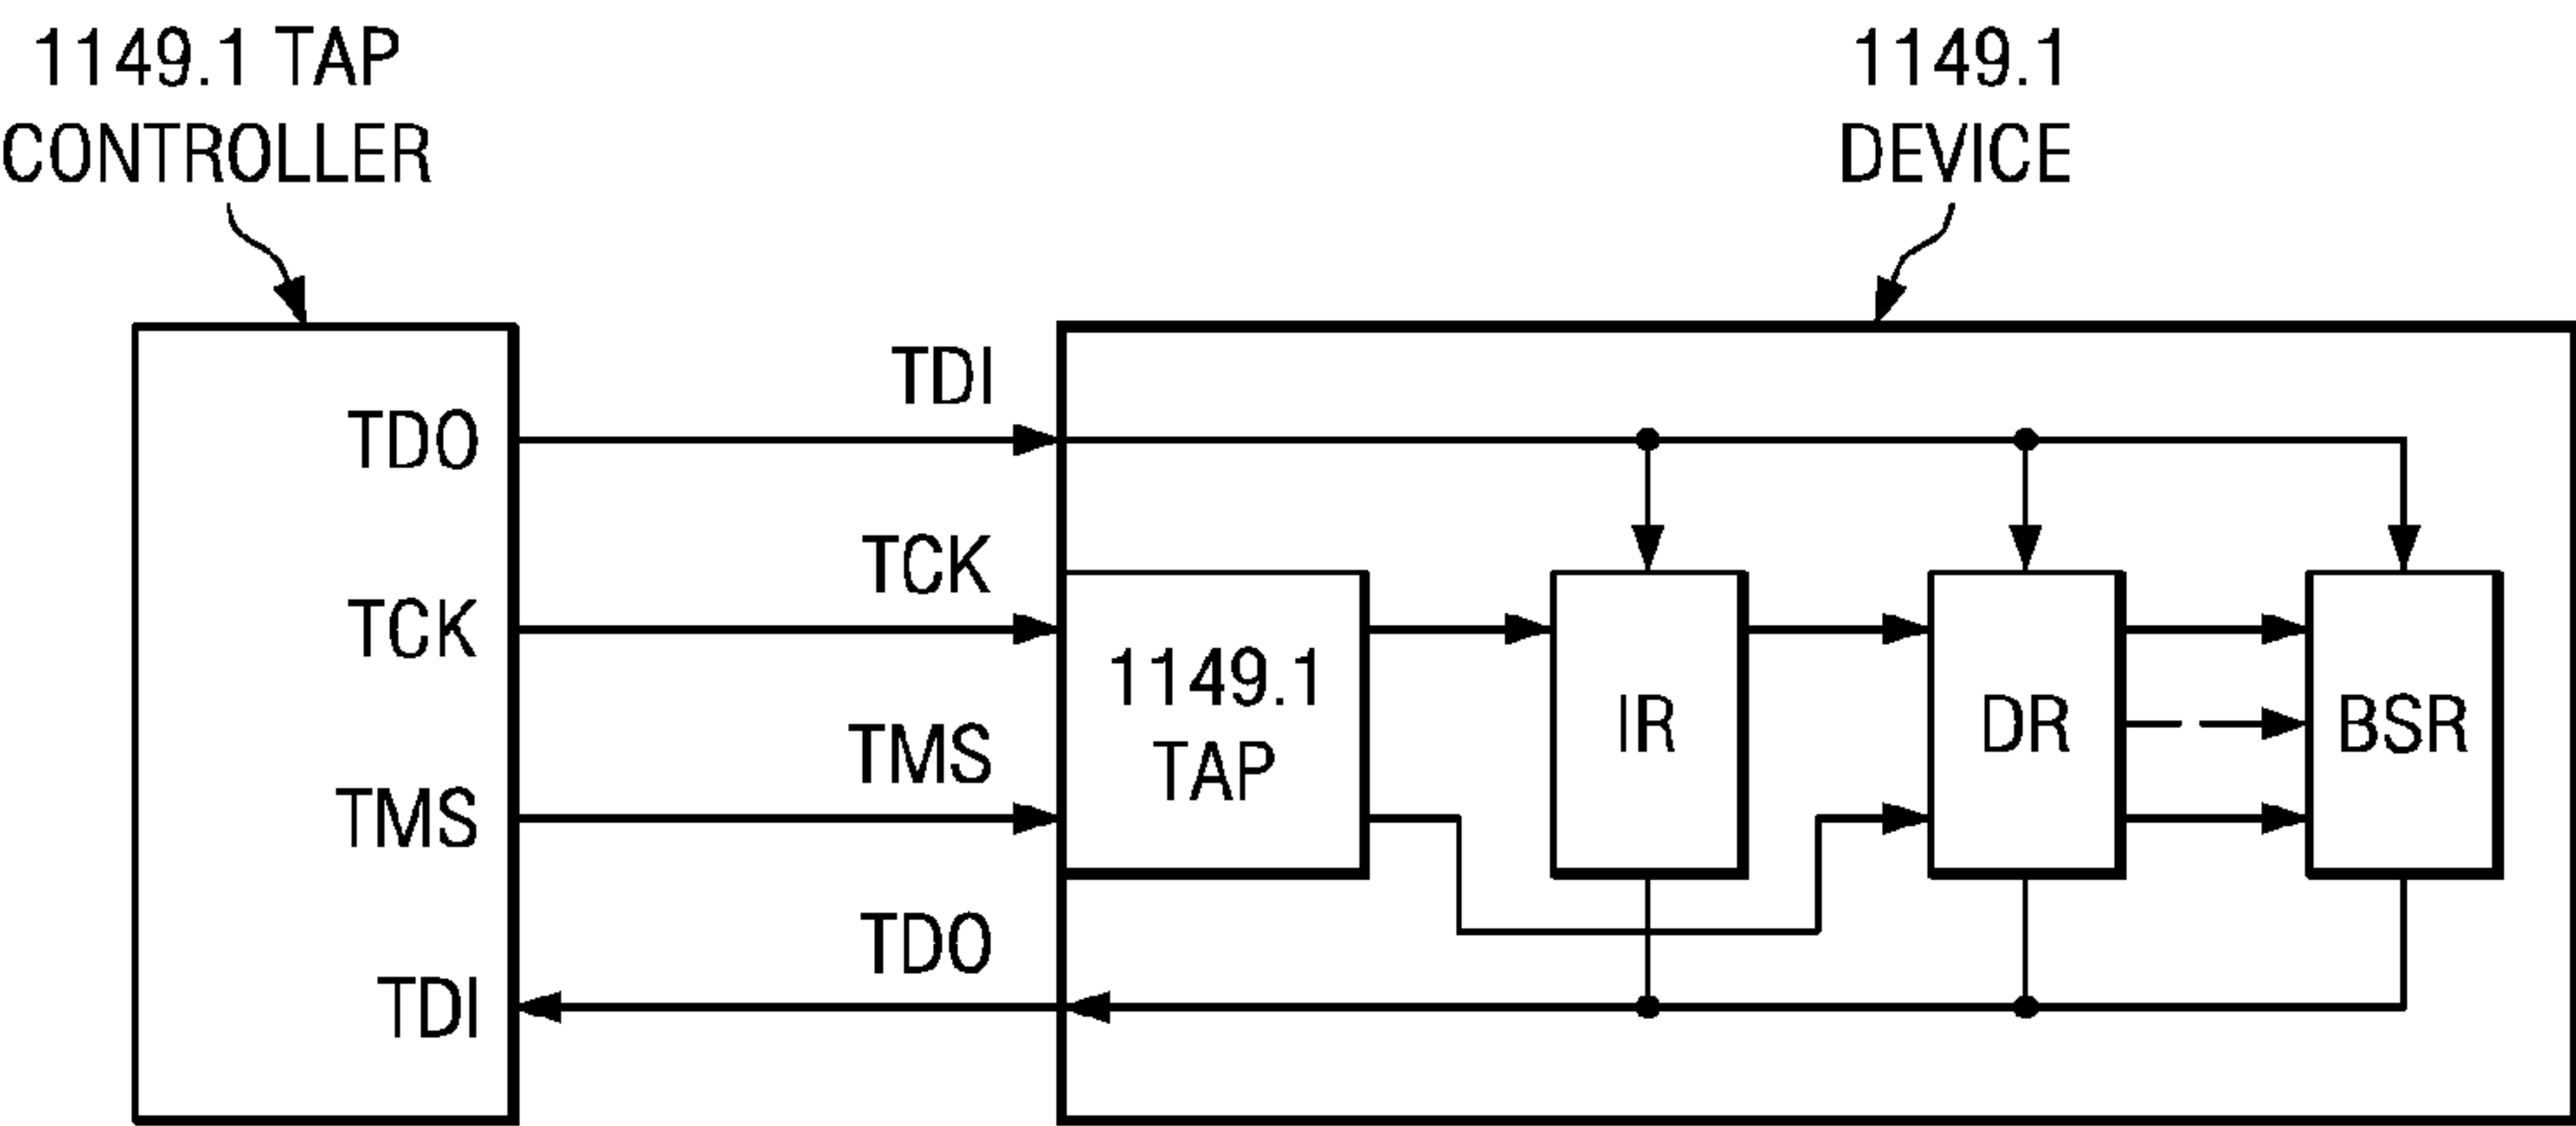 1149.1 TAP
CONTROLLER
1149.1
DEVICE
TDO
TCK
TMS
TDI
TDI
TCK
TMS
TDO
1149.1
TAP
IR
DR
BSR